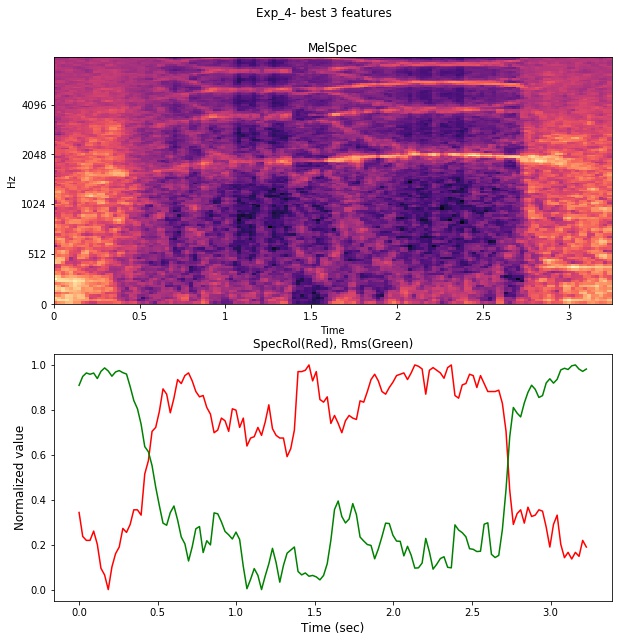 Exp_4- best 3 features
MelSpec
Hz
4096
2048
1024
512
0
0 0.5 1 1.5 2 2.5 3
Time
SpecRol(Red), Rms(Green)
Normalized value
1.0
0.8
0.6
0.4
0.2
0.0
0.0 0.5 1.0 1.5 2.0 2.5 3.0
Time (sec)